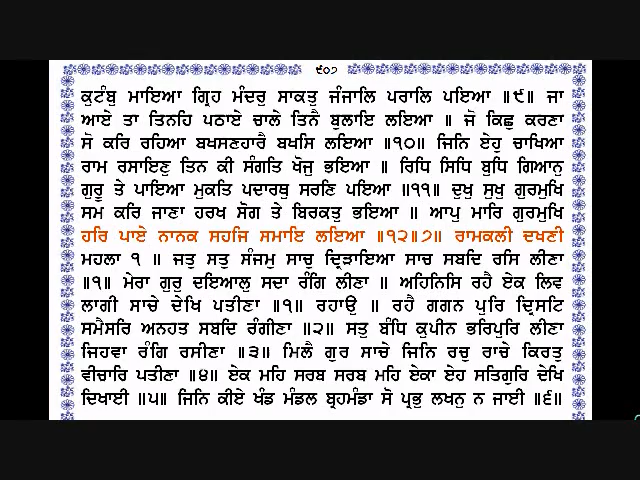 ੯੦੭
ਕੁਟੰਬੁ ਮਾਇਆ ਗ੍ਰਿਹ ਮੰਦਰੁ ਸਾਕਤੁ ਜੰਜਾਲਿ ਪਰਾਲਿ ਪਇਆ ॥੯॥ ਜਾ
ਆਏ ਤਾ ਤਿਨਹਿ ਪਠਾਏ ਚਾਲੇ ਤਿਨੈ ਬੁਲਾਇ ਲਇਆ ॥ ਜੋ ਕਿਛੁ ਕਰਣਾ
ਸੋ ਕਰਿ ਰਹਿਆ ਬਖਸਣਹਾਰੈ ਬਖਸਿ ਲਇਆ ॥੧੦॥ ਜਿਨਿ ਏਹੁ ਚਾਖਿਆ
ਰਾਮ ਰਸਾਇਣੁ ਤਿਨ ਕੀ ਸੰਗਤਿ ਖੋਜੁ ਭਇਆ ॥ ਰਿਧਿ ਸਿਧਿ ਬੁਧਿ ਗਿਆਨੁ
ਗੁਰੂ ਤੇ ਪਾਇਆ ਮੁਕਤਿ ਪਦਾਰਥੁ ਸਰਣਿ ਪਇਆ ॥੧੧॥ ਦੁਖੁ ਸੁਖੁ ਗੁਰਮੁਖਿ
ਸਮ ਕਰਿ ਜਾਣਾ ਹਰਖ ਸੋਗ ਤੇ ਬਿਰਕਤੁ ਭਇਆ ॥ ਆਪੁ ਮਾਰਿ ਗੁਰਮੁਖਿ
ਹਰਿ ਪਾਏ ਨਾਨਕ ਸਹਜਿ ਸਮਾਇ ਲਇਆ ॥੧੨॥੭॥ ਰਾਮਕਲੀ ਦਖਣੀ
ਮਹਲਾ ੧ ॥ ਜਤੁ ਸਤੁ ਸੰਜਮੁ ਸਾਚੁ ਦ੍ਰਿੜਾਇਆ ਸਾਚ ਸਬਦਿ ਰਸਿ ਲੀਣਾ
॥੧॥ ਮੇਰਾ ਗੁਰੁ ਦਇਆਲੁ ਸਦਾ ਰੰਗਿ ਲੀਣਾ ॥ ਅਹਿਨਿਸਿ ਰਹੈ ਏਕ ਲਿਵ
ਲਾਗੀ ਸਾਚੇ ਦੇਖਿ ਪਤੀਣਾ ॥੧॥ ਰਹਾਉ ॥ ਰਹੈ ਗਗਨ ਪੁਰਿ ਦ੍ਰਿਸਟਿ
ਸਮੈਸਰਿ ਅਨਹਤ ਸਬਦਿ ਰੰਗੀਣਾ ॥੨॥ ਸਤੁ ਬੰਧਿ ਕੁਪੀਨ ਭਰਿਪੁਰਿ ਲੀਣਾ
ਜਿਹਵਾ ਰੰਗਿ ਰਸੀਣਾ ॥੩॥ ਮਿਲੈ ਗੁਰ ਸਾਚੇ ਜਿਨਿ ਰਚੁ ਰਾਚੇ ਕਿਰਤੁ
ਵੀਚਾਰਿ ਪਤੀਣਾ ॥੪॥ ਏਕ ਮਹਿ ਸਰਬ ਸਰਬ ਮਹਿ ਏਕਾ ਏਹ ਸਤਿਗੁਰਿ ਦੇਖਿ
ਦਿਖਾਈ ॥੫॥ ਜਿਨਿ ਕੀਏ ਖੰਡ ਮੰਡਲ ਬ੍ਰਹਮੰਡਾ ਸੋ ਪ੍ਰਭੁ ਲਖਨੁ ਨ ਜਾਈ ॥੬॥